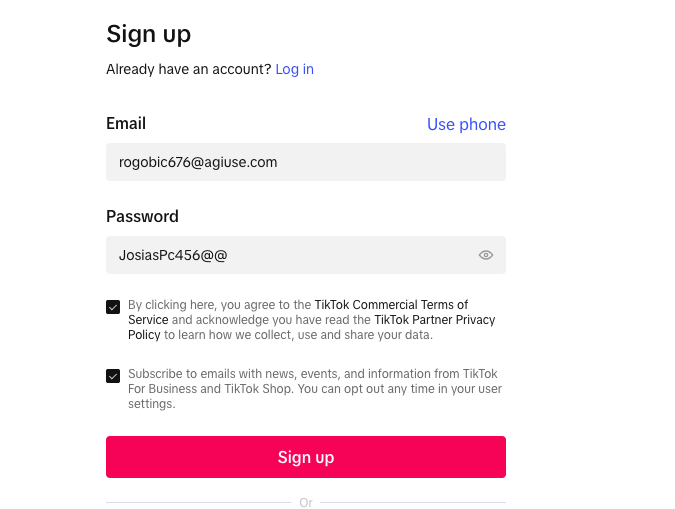 Sign up
Already have an account? Log in
Email
Use phone
rogobic676@agiuse.com
Password
JosiasPc456@@
By clicking here, you agree to the TikTok Commercial Terms of
Service and acknowledge you have read the TikTok Partner Privacy
Policy to learn how we collect, use and share your data.
Subscribe to emails with news, events, and information from TikTok
For Business and TikTok Shop. You can opt out any time in your user
settings.
Sign up
Or